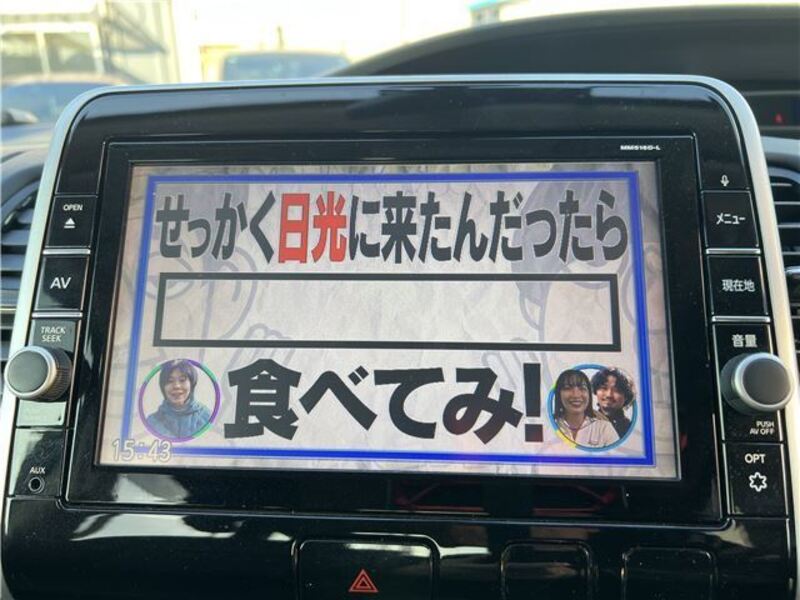 MM516D-L
せっかく日光に来たんだったら
食べてみ!
15:43
OPEN
AV
TRACK
SEEK
AUX
メニュー
現在地
音量
PUSH
AV OFF
OPT